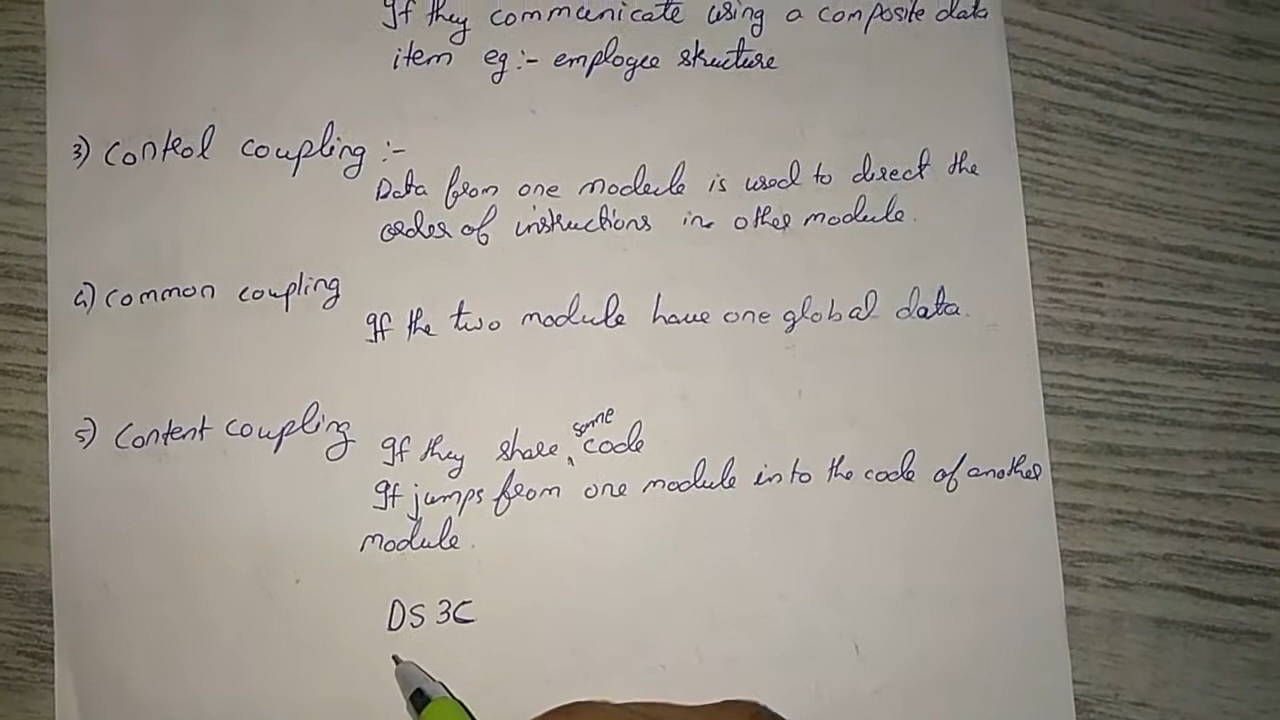 If they communicate using a composite data
item eg:- employee structure
3) Control coupling :-
Data from one module is used to direct the
order of instructions in other module.
4) Common coupling
If the two module have one global data.
5) Content coupling
If they share some code
If jumps from one module into the code of another
module.
DS 3C